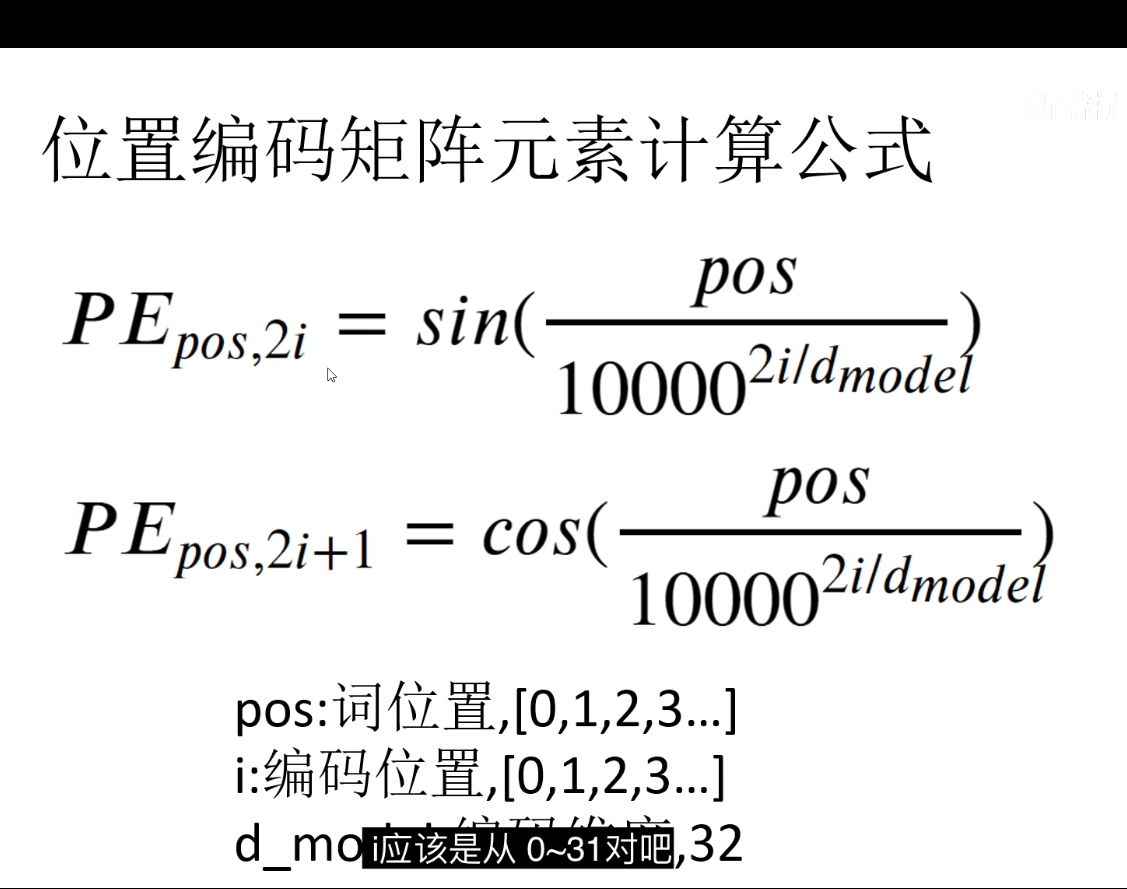 位置编码矩阵元素计算公式
PE_{pos,2i} = sin(pos/10000^{2i/d_{model}})
PE_{pos,2i+1} = cos(pos/10000^{2i/d_{model}})
pos:词位置,[0,1,2,3...]
i:编码位置,[0,1,2,3...]
d_mo ,32
i应该是从 0~31对吧